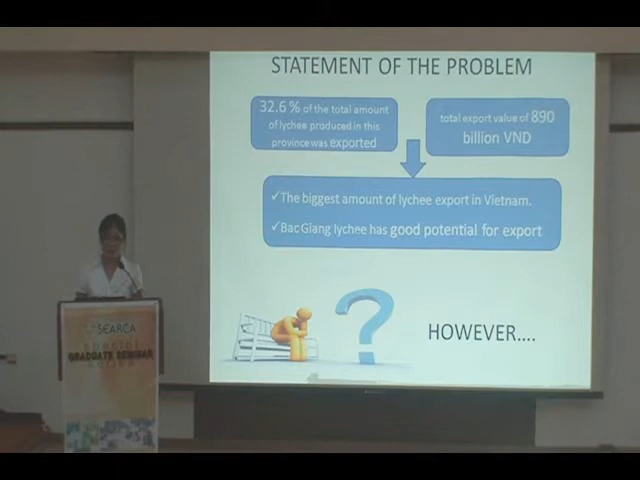 STATEMENT OF THE PROBLEM
32.6 % of the total amount
of lychee produced in this
province was exported
total export value of 890
billion VND
✓The biggest amount of lychee export in Vietnam.
✓Bac Giang lychee has good potential for export
HOWEVER....
SEARCA
special
GRADUATE SEMINAR
series